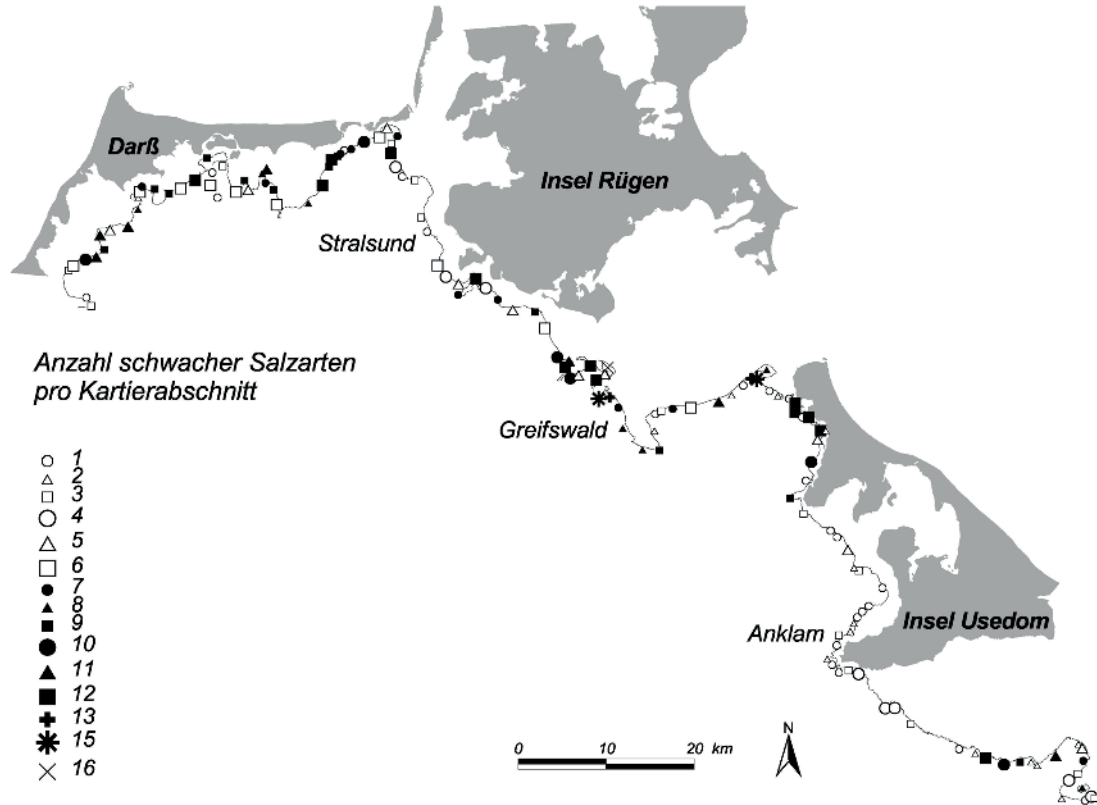 Darß
Insel Rügen
Stralsund
Anzahl schwacher Salzarten
pro Kartierabschnitt
Greifswald
1
2
3
4
5
6
7
8
9
10
11
12
13
15
16
Anklam
Insel Usedom
N
0 10 20 km